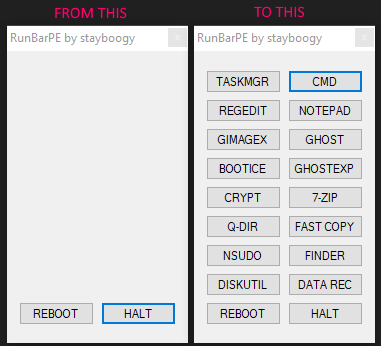 FROM THIS
TO THIS
RunBarPE by stayboogy
x
REBOOT
HALT
RunBarPE by stayboogy
x
TASKMGR
CMD
REGEDIT
NOTEPAD
GIMAGEX
GHOST
BOOTICE
GHOSTEXP
CRYPT
7-ZIP
Q-DIR
FAST COPY
NSUDO
FINDER
DISKUTIL
DATA REC
REBOOT
HALT